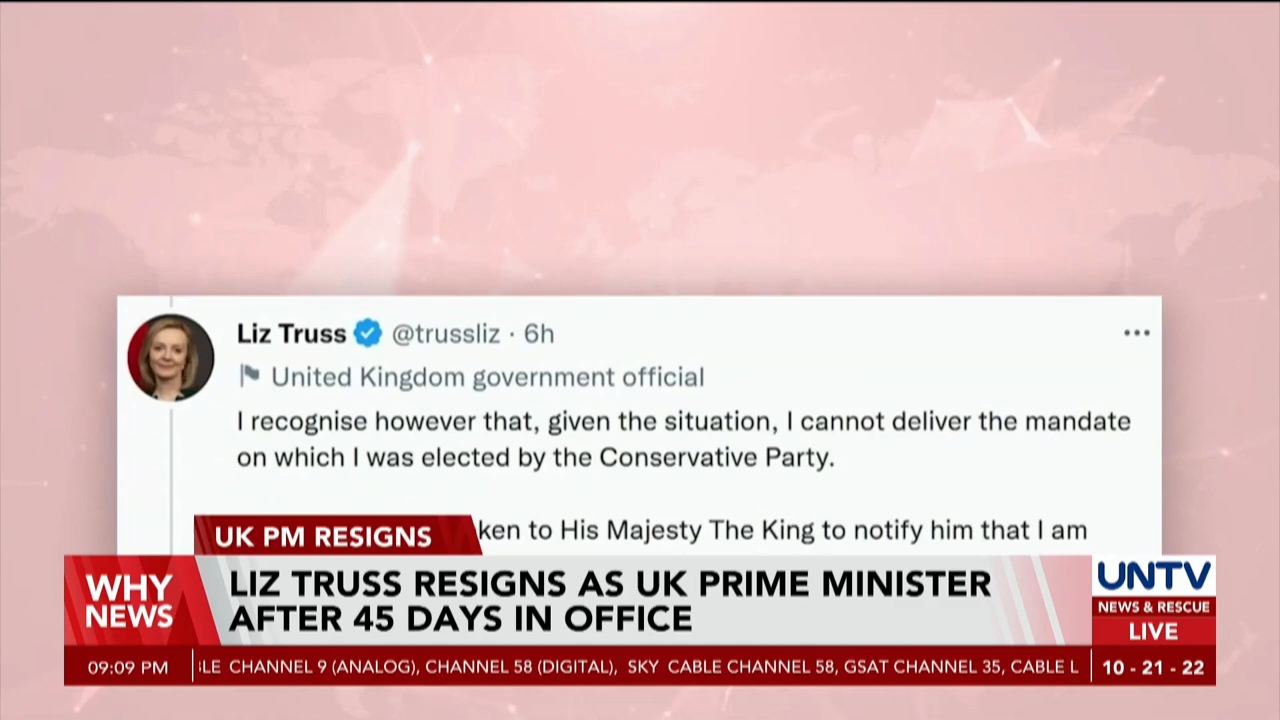 Liz Truss @trussliz · 6h
United Kingdom government official
I recognise however that, given the situation, I cannot deliver the mandate
on which I was elected by the Conservative Party.
to His Majesty The King to notify him that I am
UK PM RESIGNS
WHY
NEWS
LIZ TRUSS RESIGNS AS UK PRIME MINISTER
AFTER 45 DAYS IN OFFICE
UNTV
NEWS & RESCUE
LIVE
09:09 PM
CHANNEL 9 (ANALOG), CHANNEL 58 (DIGITAL), SKY CABLE CHANNEL 58, GSAT CHANNEL 35, CABLE L
10 - 21 - 22